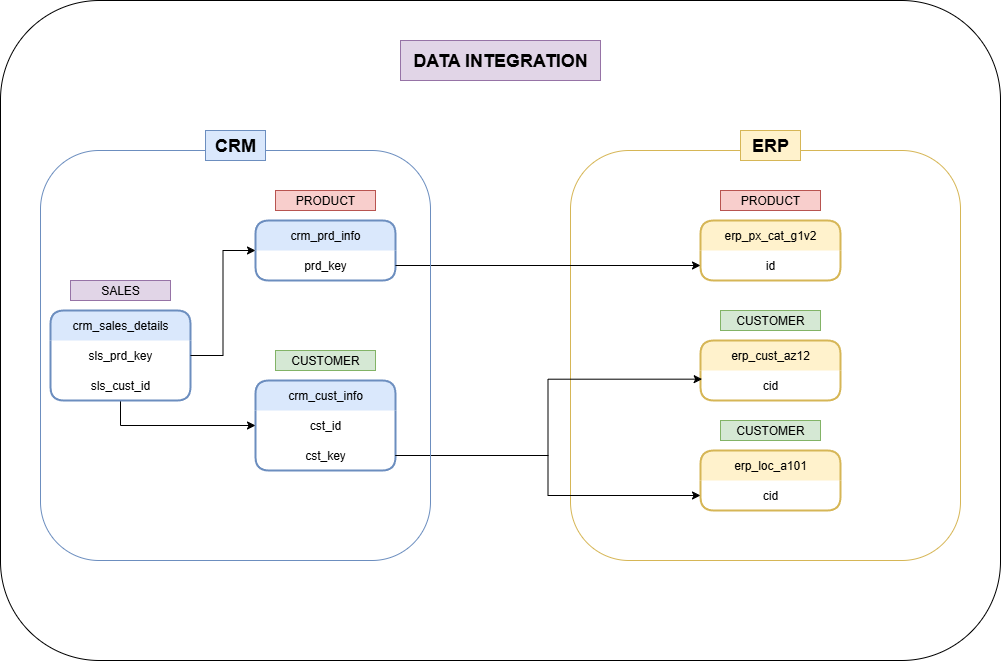 DATA INTEGRATION
CRM
PRODUCT
crm_prd_info
prd_key
SALES
crm_sales_details
sls_prd_key
sls_cust_id
CUSTOMER
crm_cust_info
cst_id
cst_key
ERP
PRODUCT
erp_px_cat_g1v2
id
CUSTOMER
erp_cust_az12
cid
CUSTOMER
erp_loc_a101
cid